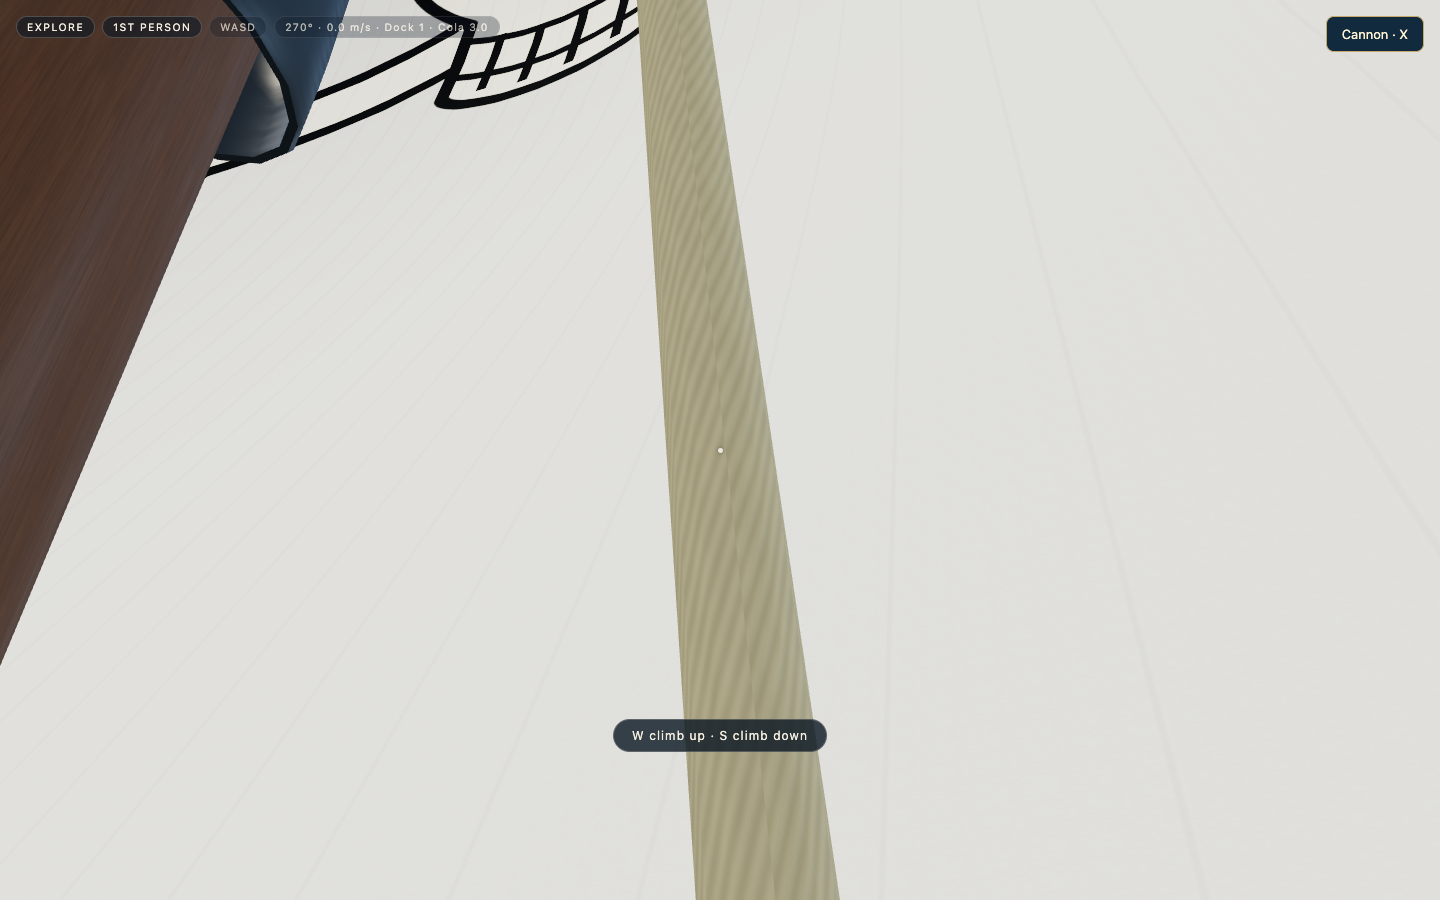 EXPLORE
1ST PERSON
WASD
270° · 0.0 m/s · Dock 1 · Cola 3.0
Cannon · X
W climb up · S climb down